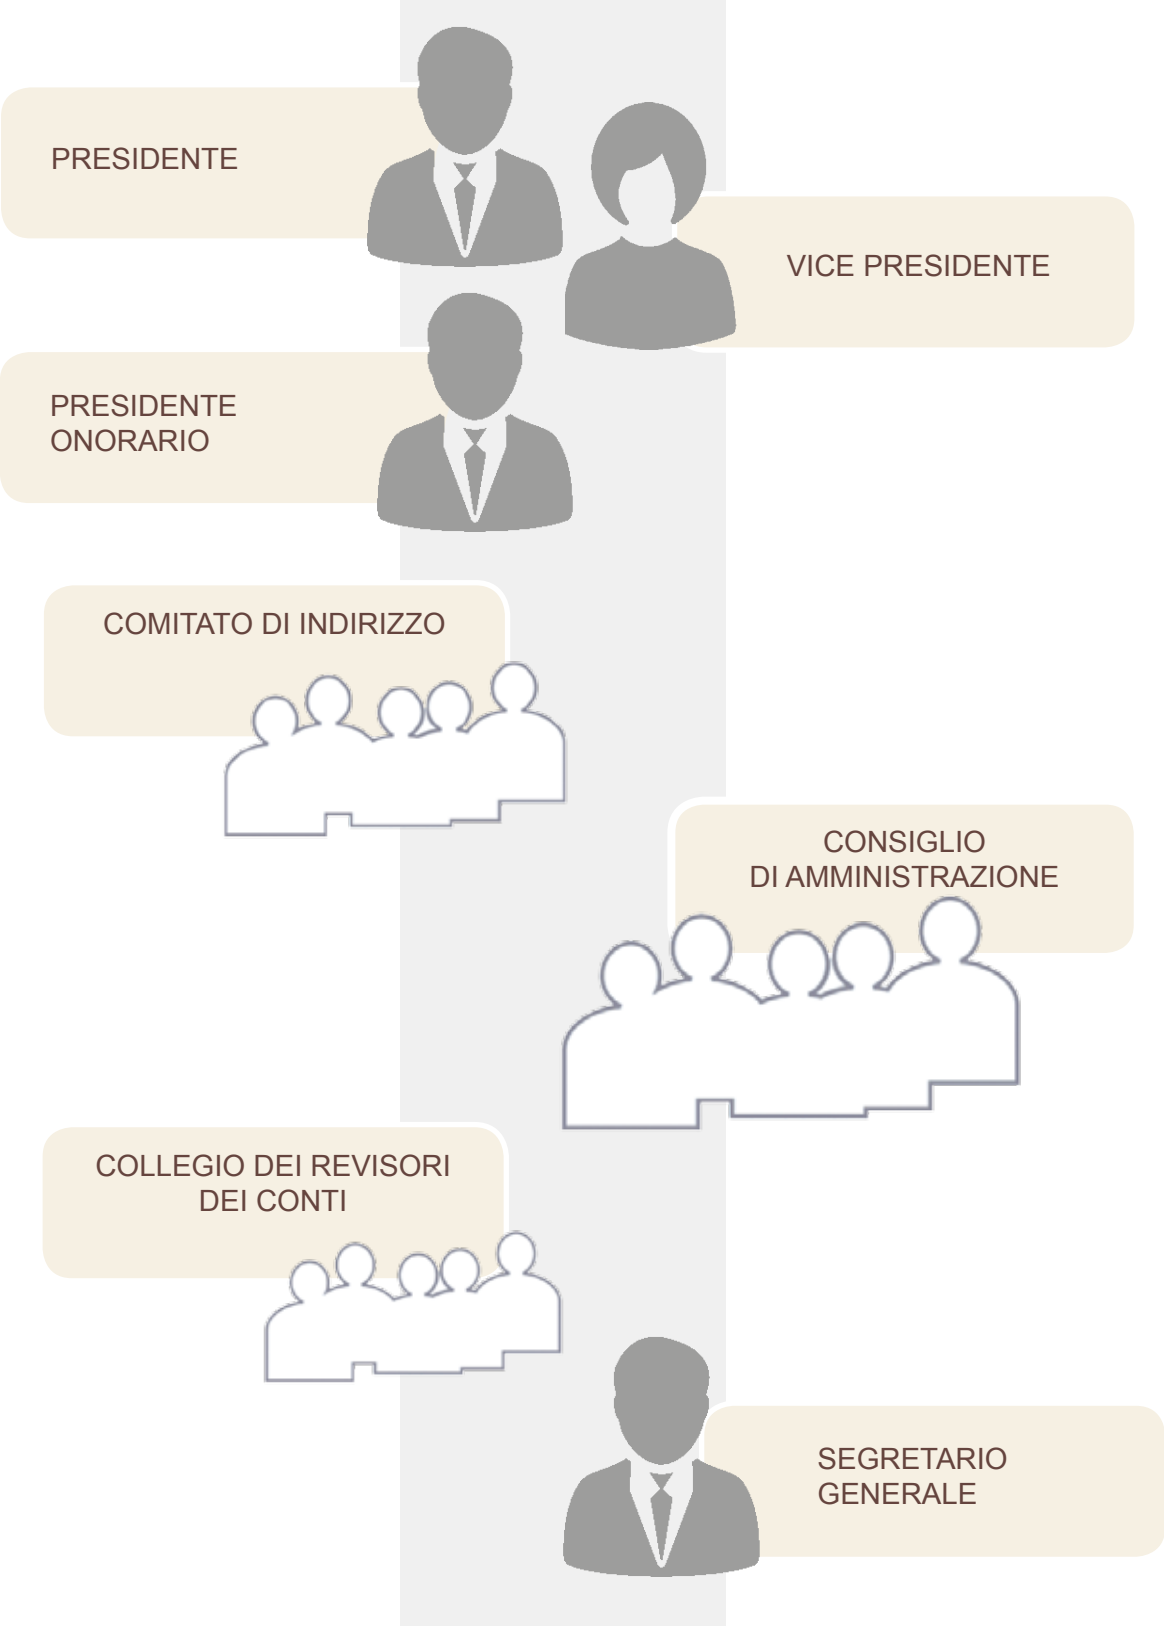 PRESIDENTE
VICE PRESIDENTE
PRESIDENTE
ONORARIO
COMITATO DI INDIRIZZO
CONSIGLIO
DI AMMINISTRAZIONE
COLLEGIO DEI REVISORI
DEI CONTI
SEGRETARIO
GENERALE